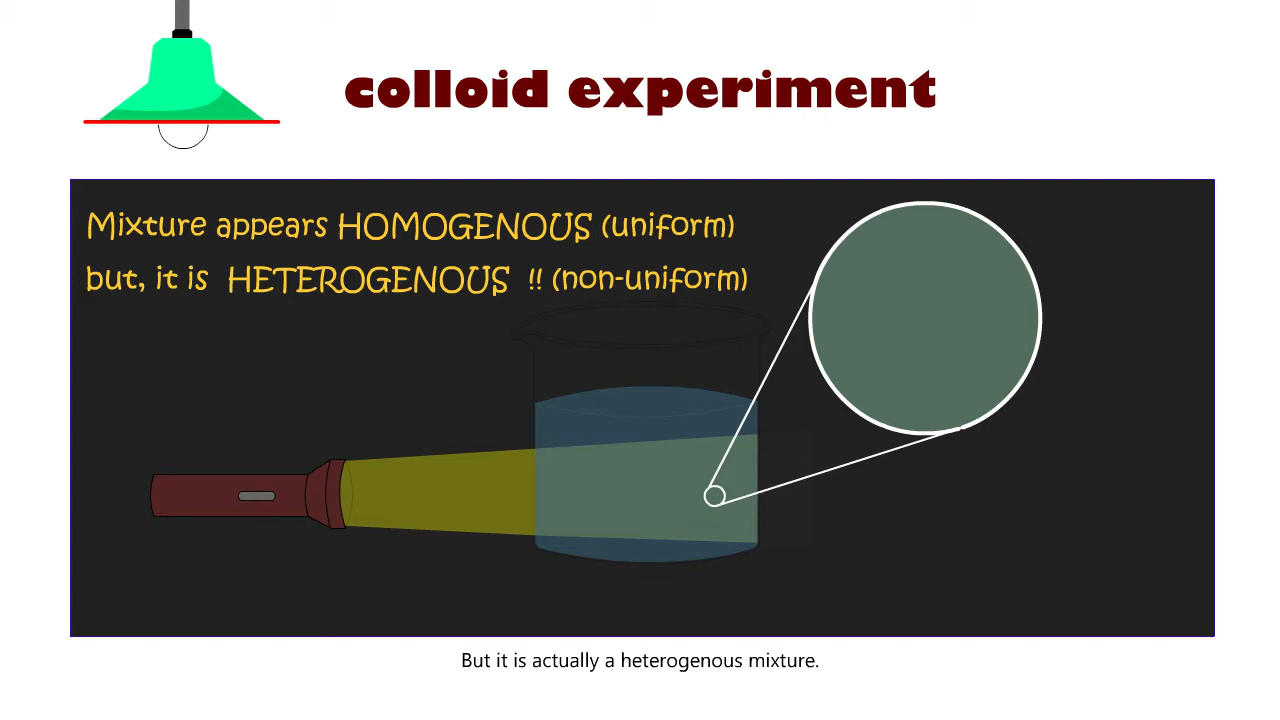 colloid experiment
Mixture appears HOMOGENOUS (uniform)
but, it is HETEROGENOUS !! (non-uniform)
But it is actually a heterogenous mixture.